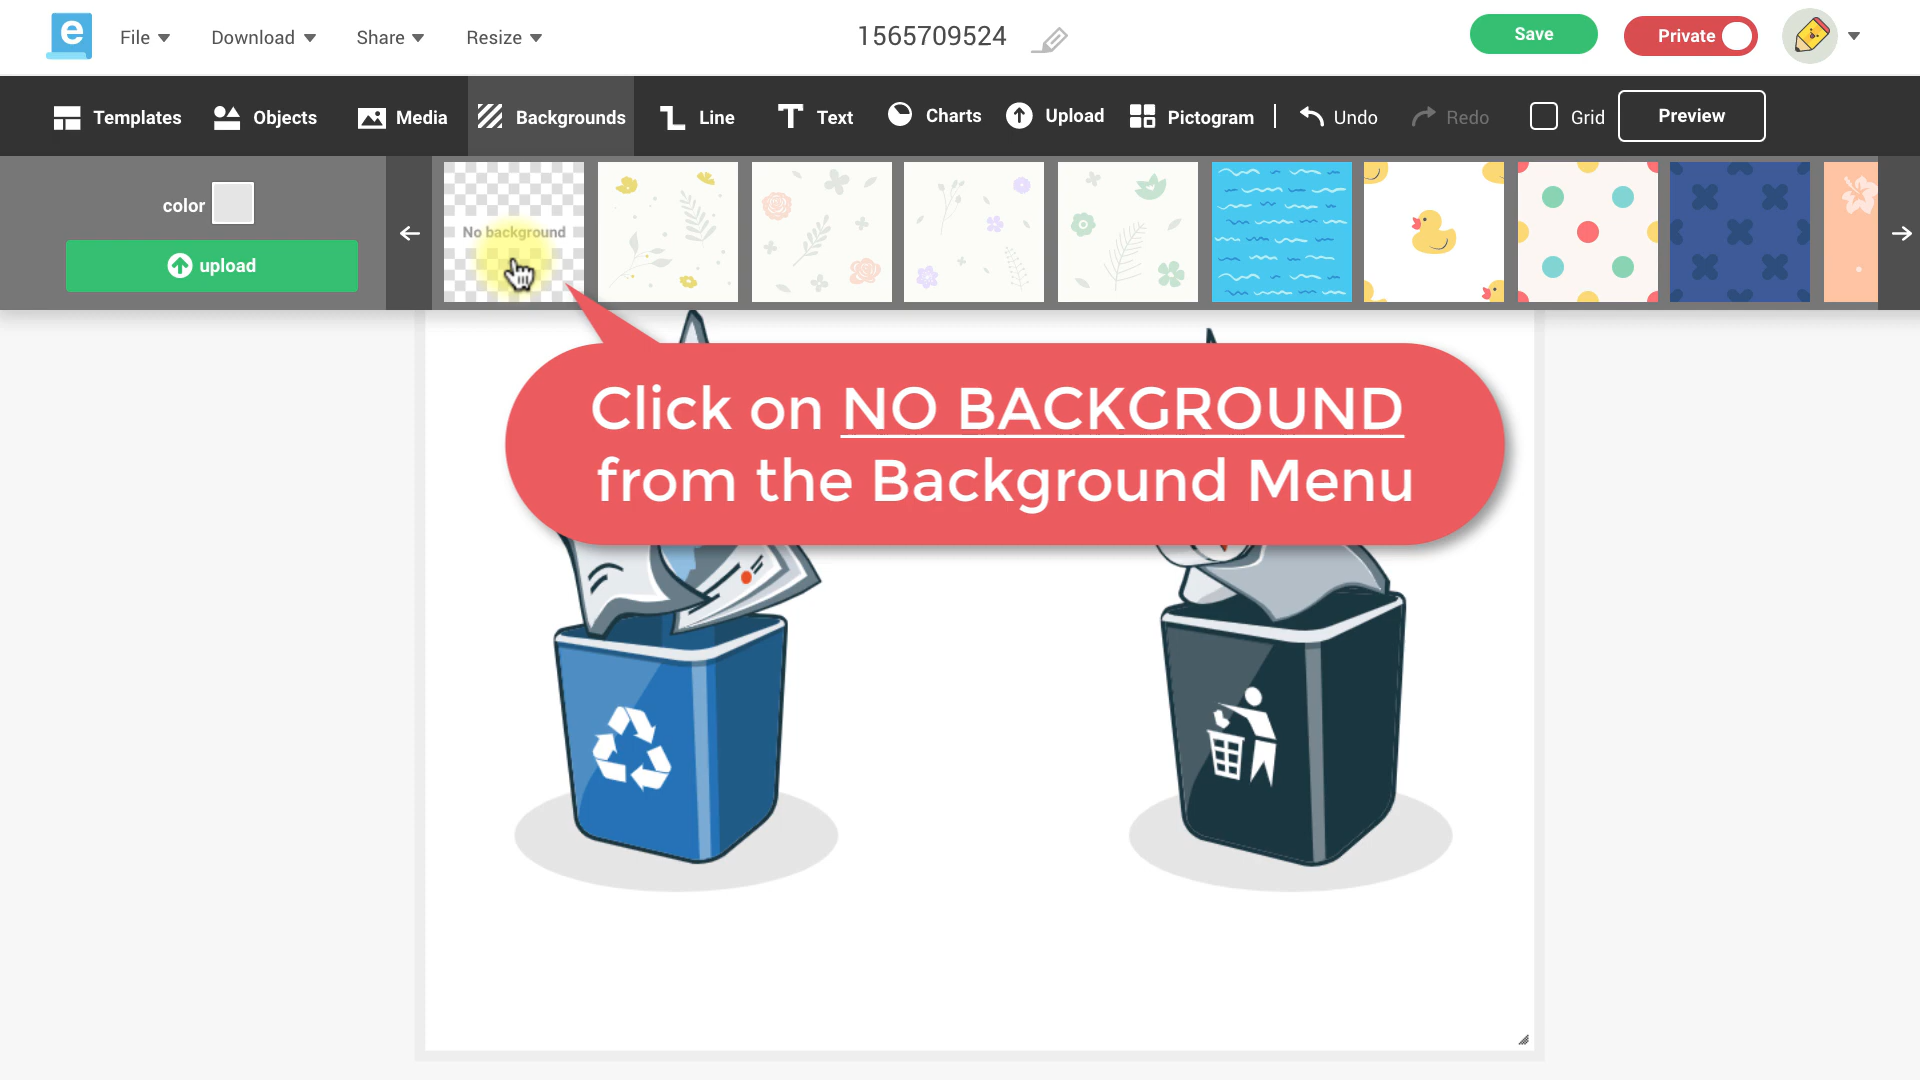 e File Download Share Resize 1565709524 Save Private
Templates Objects Media Backgrounds Line Text Charts Upload Pictogram Undo Redo Grid Preview
color
upload
No background
Click on NO BACKGROUND
from the Background Menu